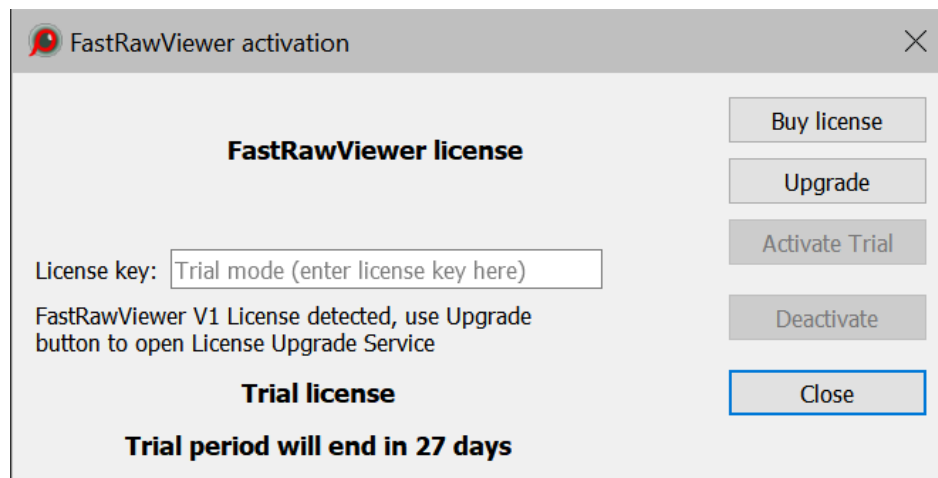 FastRawViewer activation
FastRawViewer license
Buy license
Upgrade
Activate Trial
License key: Trial mode (enter license key here)
FastRawViewer V1 License detected, use Upgrade
button to open License Upgrade Service
Deactivate
Trial license
Close
Trial period will end in 27 days